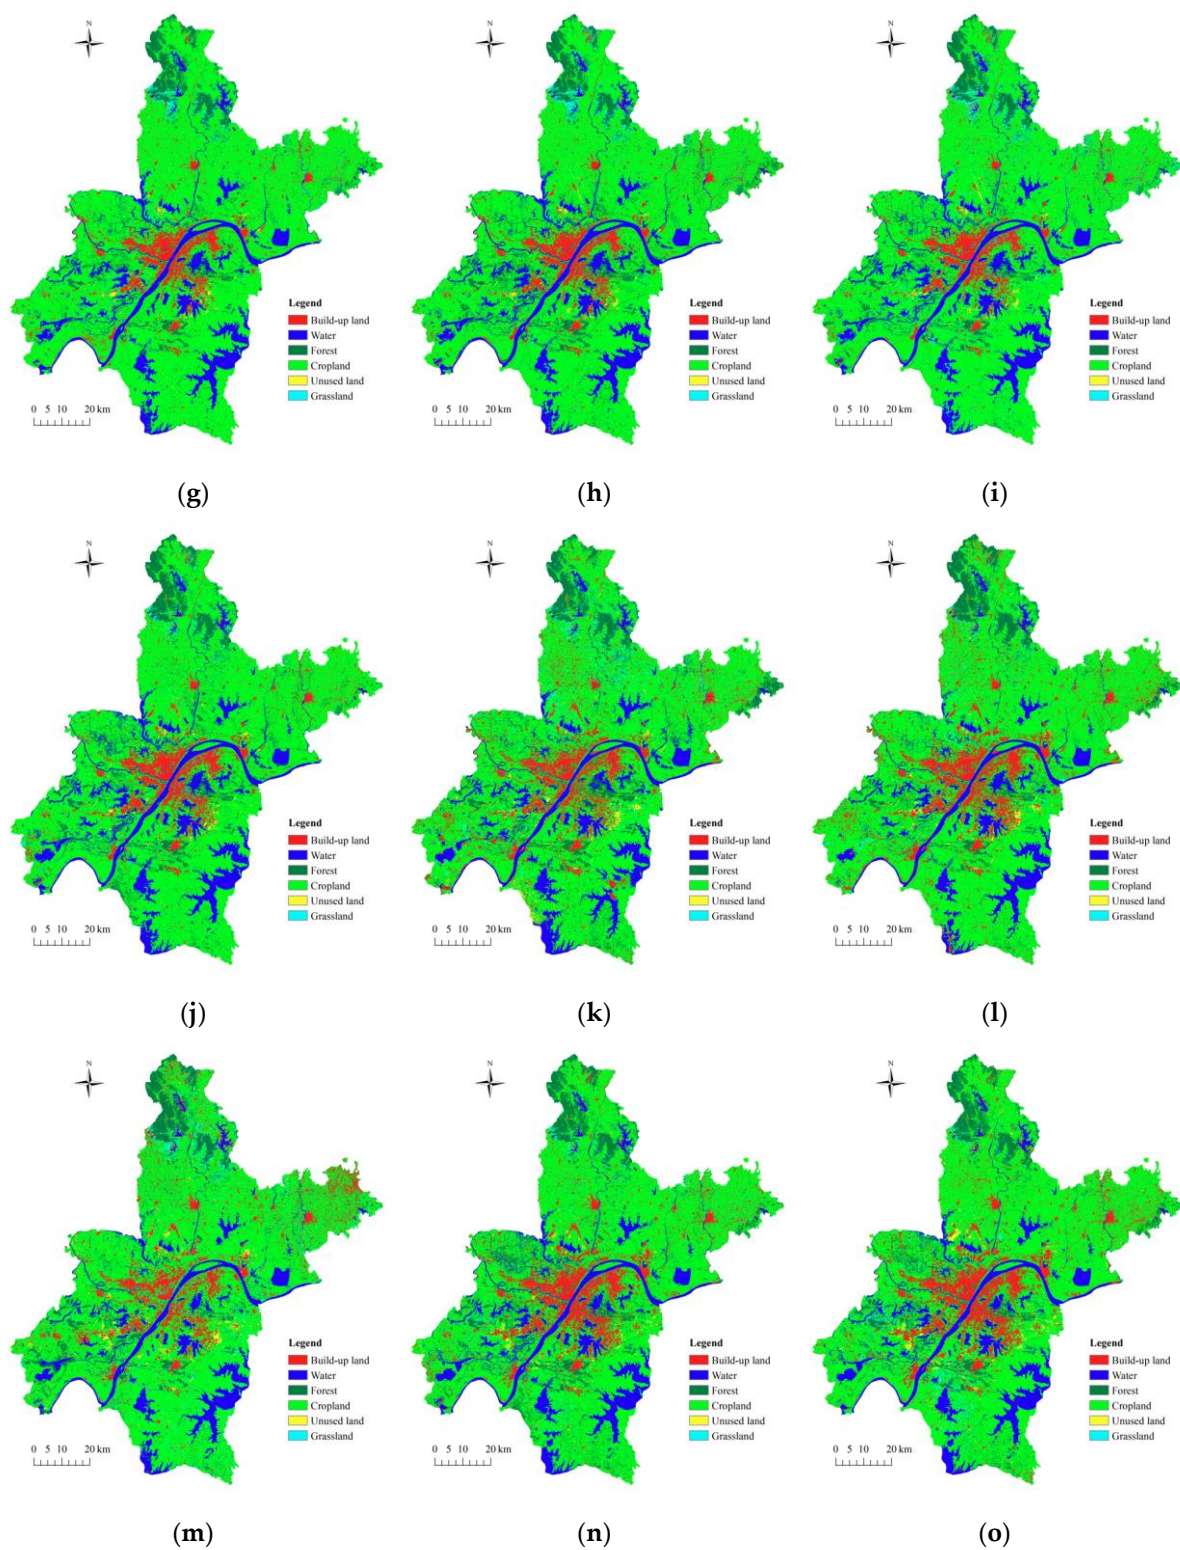 N N N
Legend Legend Legend
Build-up land Build-up land Build-up land
Water Water Water
Forest Forest Forest
Cropland Cropland Cropland
Unused land Unused land Unused land
Grassland Grassland Grassland
0 5 10 20 km 0 5 10 20 km 0 5 10 20 km
(g) (h) (i)
N N N
Legend Legend Legend
Build-up land Build-up land Build-up land
Water Water Water
Forest Forest Forest
Cropland Cropland Cropland
Unused land Unused land Unused land
Grassland Grassland Grassland
0 5 10 20 km 0 5 10 20 km 0 5 10 20 km
(j) (k) (l)
N N N
Legend Legend Legend
Build-up land Build-up land Build-up land
Water Water Water
Forest Forest Forest
Cropland Cropland Cropland
Unused land Unused land Unused land
Grassland Grassland Grassland
0 5 10 20 km 0 5 10 20 km 0 5 10 20 km
(m) (n) (o)